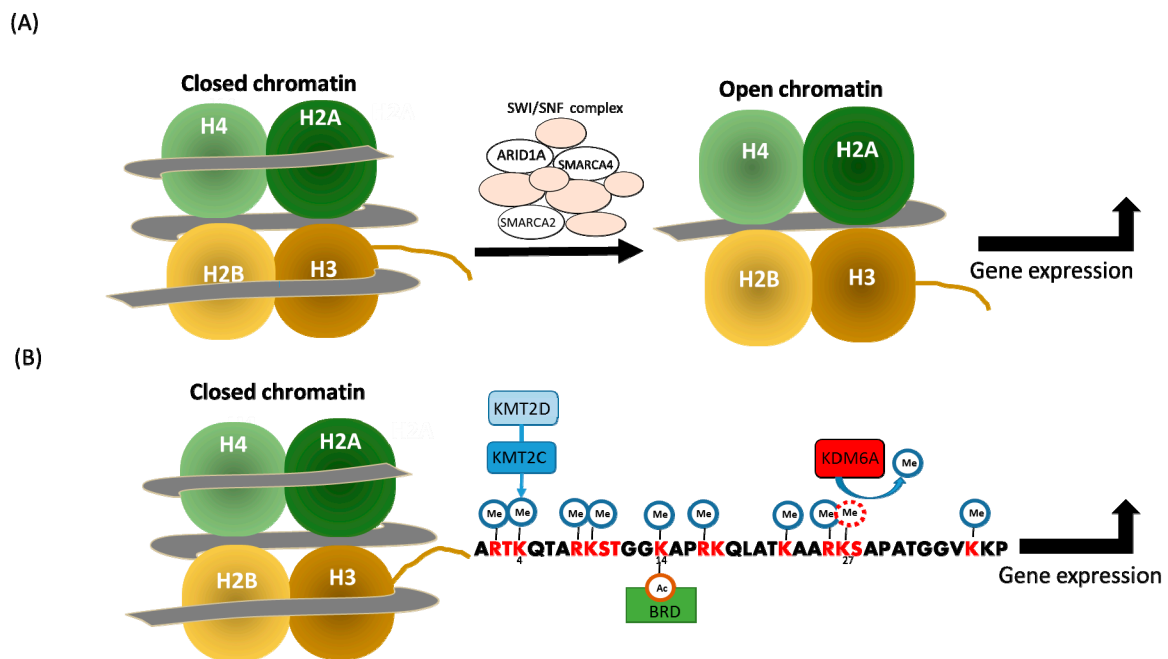 (A)
Closed chromatin
SWI/SNF complex
Open chromatin
H4
H2A
ARID1A
SMARCA4
H4
H2A
SMARCA2
H2B
H3
H2B
H3
Gene expression
(B)
Closed chromatin
KMT2D
H4
H2A
KMT2C
KDM6A
Me
Me Me Me Me Me Me Me Me Me Me
ARTKQTARKSTGGKAPRKQLATKAARKSAPATGGVKKP
4 14 27
H2B
H3
Ac
BRD
Gene expression